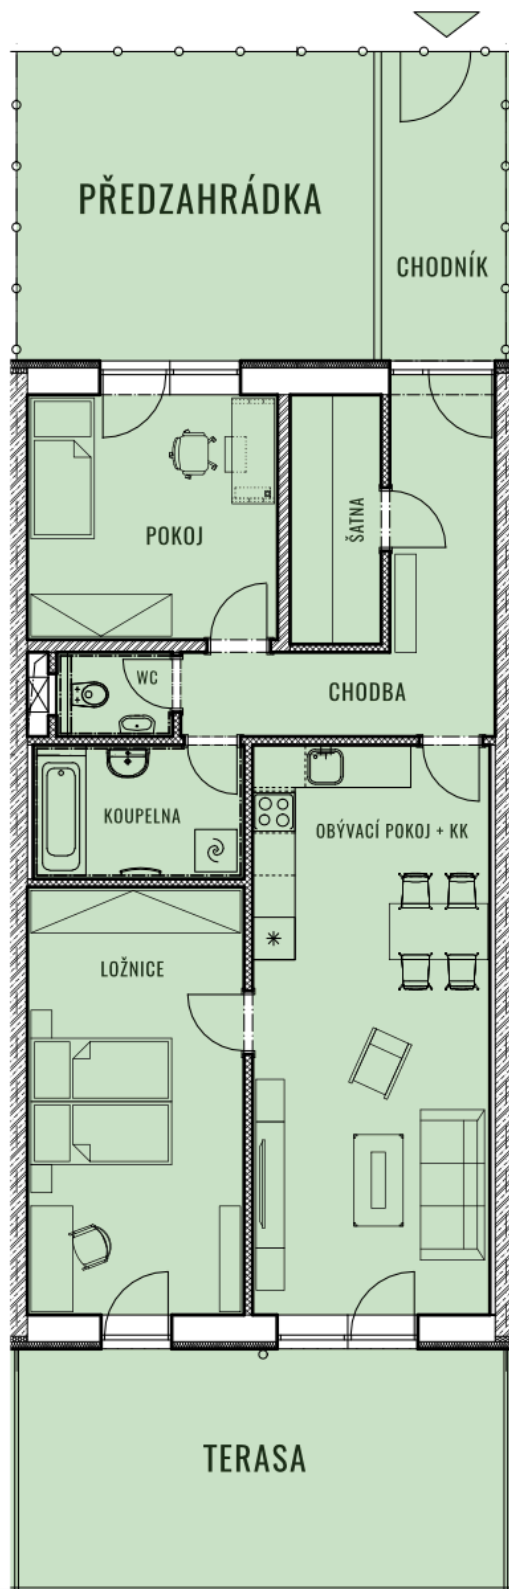 PŘEDZAHRÁDKA
CHODNÍK
ŠATNA
POKOJ
WC
CHODBA
KOUPELNA
OBÝVACÍ POKOJ + KK
LOŽNICE
TERASA